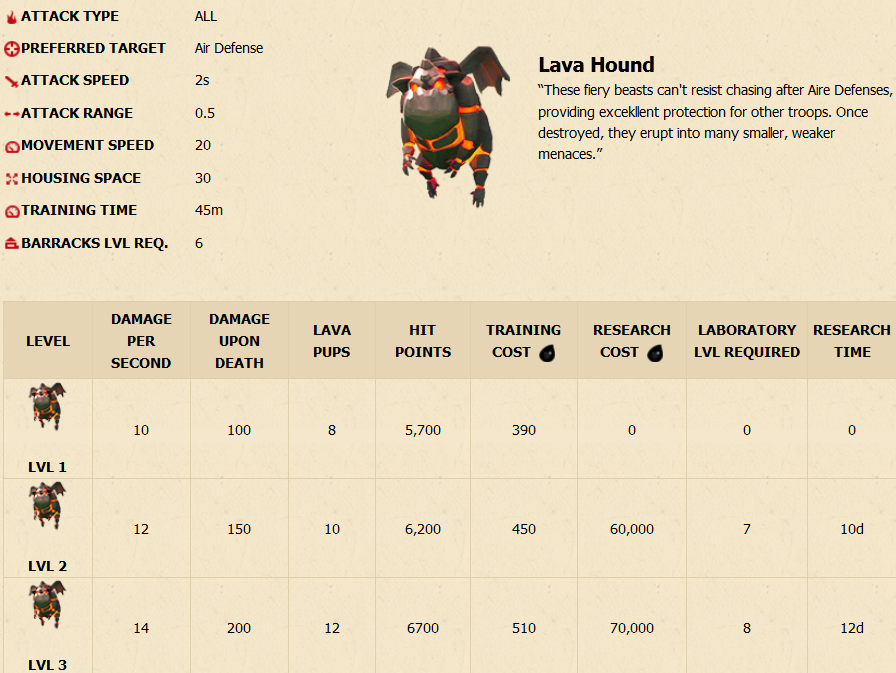 ATTACK TYPE ALL
PREFERRED TARGET Air Defense
ATTACK SPEED 2s
ATTACK RANGE 0.5
MOVEMENT SPEED 20
HOUSING SPACE 30
TRAINING TIME 45m
BARRACKS LVL REQ. 6
Lava Hound
“These fiery beasts can't resist chasing after Aire Defenses,
providing excekllent protection for other troops. Once
destroyed, they erupt into many smaller, weaker
menaces.”
LEVEL DAMAGE PER SECOND DAMAGE UPON DEATH LAVA PUPS HIT POINTS TRAINING COST RESEARCH COST LABORATORY LVL REQUIRED RESEARCH TIME
LVL 1 10 100 8 5,700 390 0 0 0
LVL 2 12 150 10 6,200 450 60,000 7 10d
LVL 3 14 200 12 6700 510 70,000 8 12d